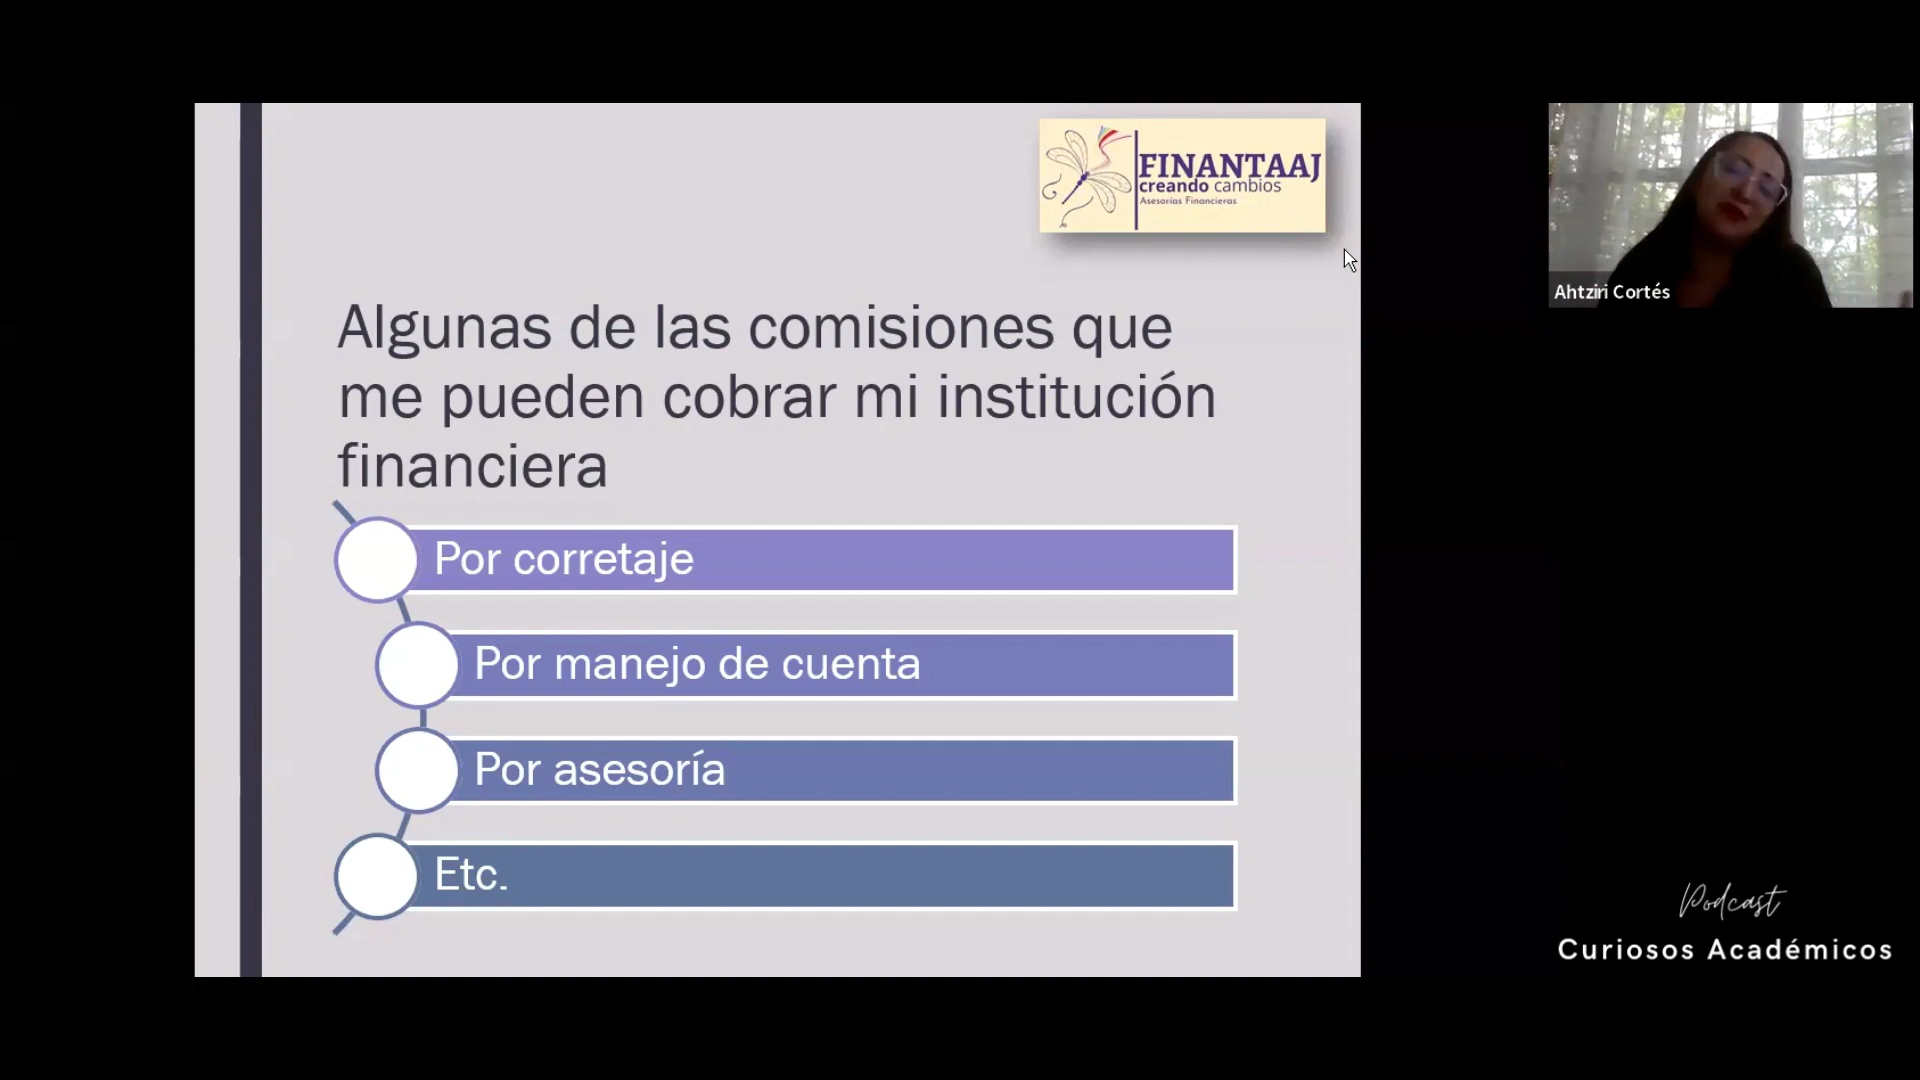 FINANTAAJ
creando cambios
Asesorías Financieras
Algunas de las comisiones que
me pueden cobrar mi institución
financiera
Por corretaje
Por manejo de cuenta
Por asesoría
Etc.
Ahtziri Cortés
Podcast
Curiosos Académicos